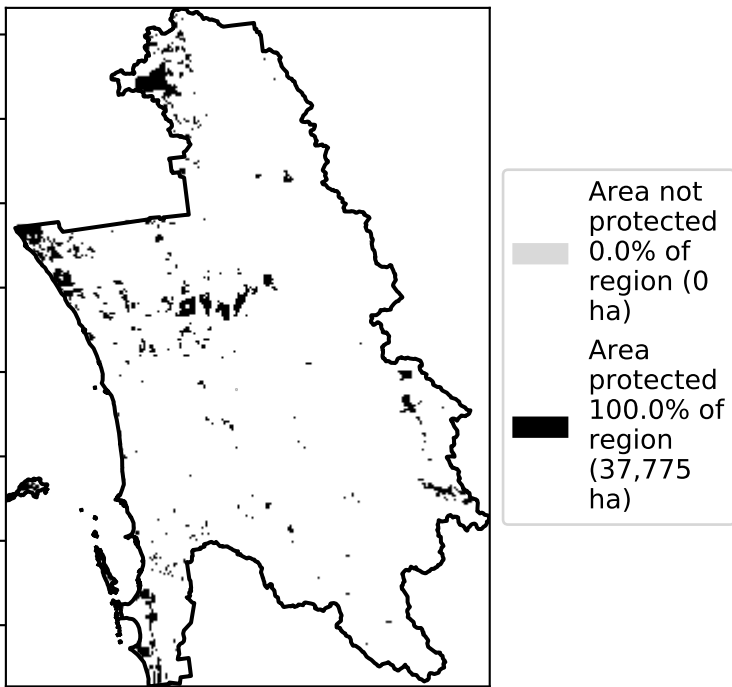 Area not
protected
0.0% of
region (0
ha)
Area
protected
100.0% of
region
(37,775
ha)